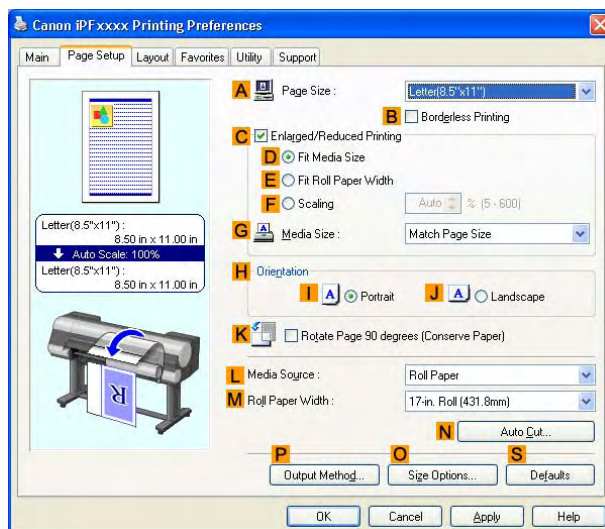 Canon iPFxxxx Printing Preferences
Main Page Setup Layout Favorites Utility Support
A Page Size : Letter(8.5"x11")
B Borderless Printing
C Enlarged/Reduced Printing
D Fit Media Size
E Fit Roll Paper Width
F Scaling Auto % (5 - 600)
G Media Size : Match Page Size
Letter(8.5"x11") :
8.50 in x 11.00 in
Auto Scale: 100%
Letter(8.5"x11") :
8.50 in x 11.00 in
H Orientation
I A Portrait J A Landscape
K Rotate Page 90 degrees (Conserve Paper)
R
L Media Source : Roll Paper
M Roll Paper Width : 17-in. Roll (431.8mm)
N Auto Cut...
P O S
Output Method... Size Options... Defaults
OK Cancel Apply Help